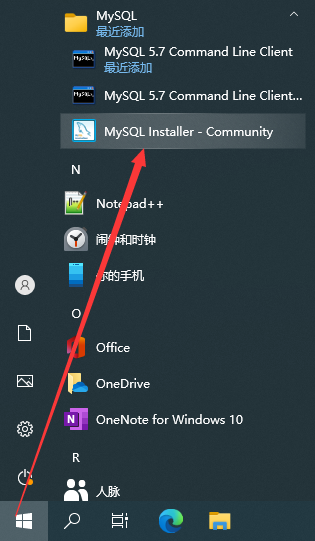 MySQL
最近添加
MySQL 5.7 Command Line Client
最近添加
MySQL 5.7 Command Line Client...
MySQL Installer - Community
N
Notepad++
闹钟和时钟
你的手机
O
Office
OneDrive
OneNote for Windows 10
R
人脉